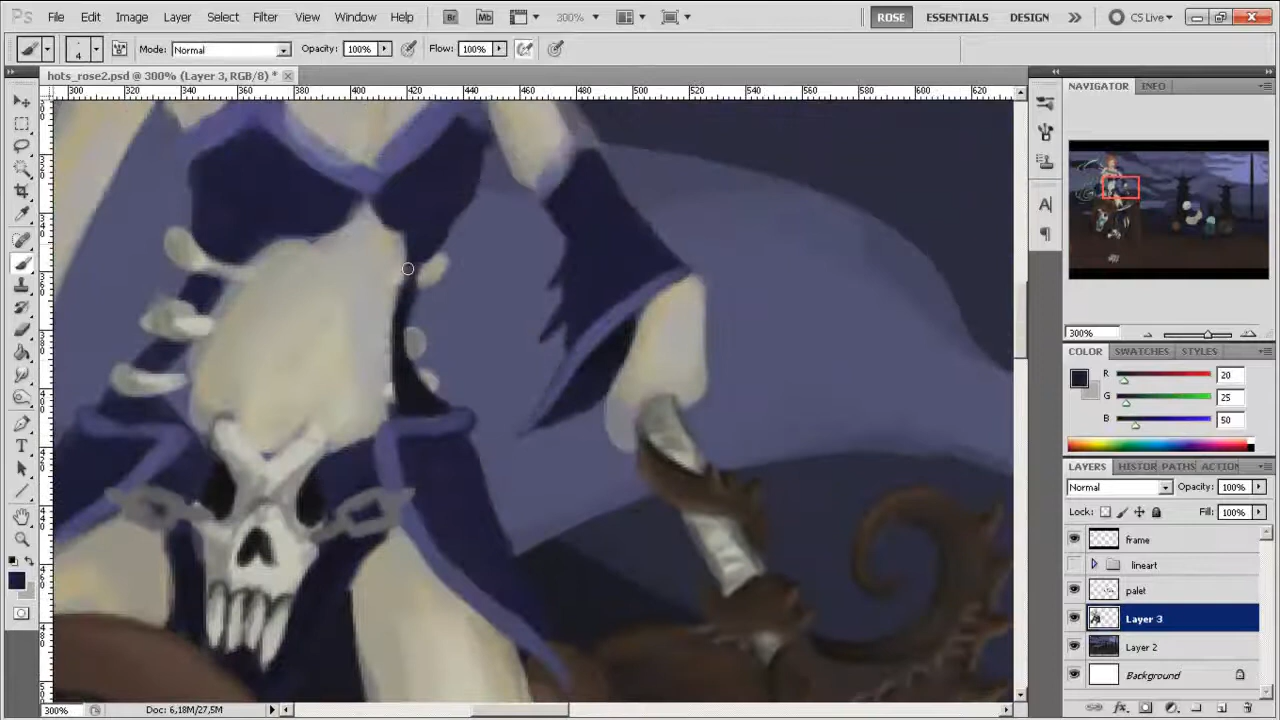 Ps File Edit Image Layer Select Filter View Window Help Br Mb 300% ROSE ESSENTIALS DESIGN CS Live
4 Mode: Normal Opacity: 100% Flow: 100%
hots_rose2.psd @ 300% (Layer 3, RGB/8) *
300 320 340 360 380 400 420 440 460 480 500 520 540 560 580 600 620
NAVIGATOR INFO
300%
COLOR SWATCHES STYLES
R 20
G 25
B 50
LAYERS HISTOR PATHS ACTION
Normal Opacity: 100%
Lock: Fill: 100%
frame
lineart
palet
Layer 3
Layer 2
Background
300% Doc: 6,18M/27,5M